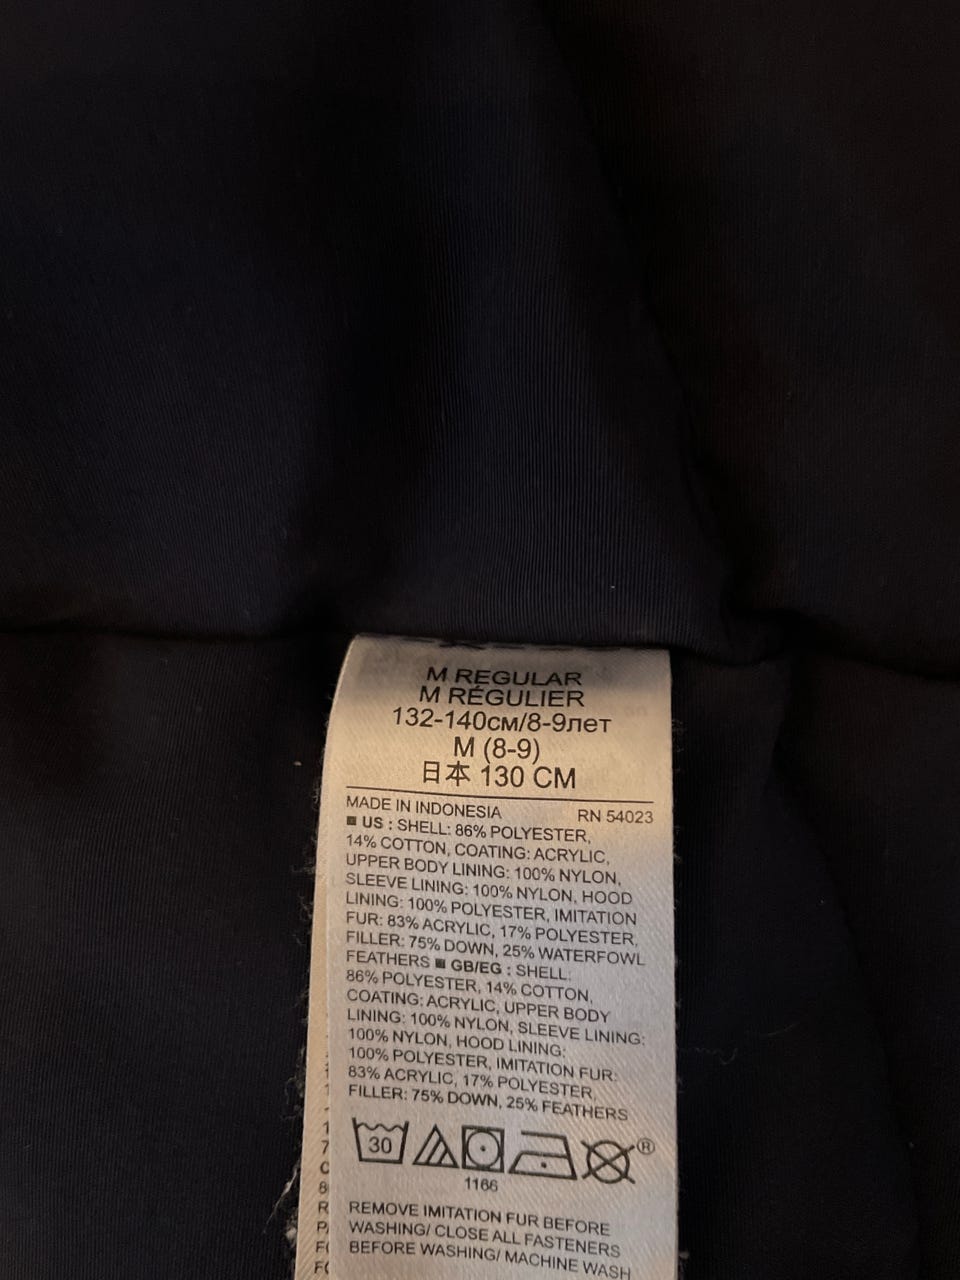 M REGULAR
M RÉGULIER
132-140см/8-9лет
M (8-9)
日本 130 CM
MADE IN INDONESIA RN 54023
■ US : SHELL: 86% POLYESTER,
14% COTTON, COATING: ACRYLIC,
UPPER BODY LINING: 100% NYLON,
SLEEVE LINING: 100% NYLON, HOOD
LINING: 100% POLYESTER, IMITATION
FUR: 83% ACRYLIC, 17% POLYESTER,
FILLER: 75% DOWN, 25% WATERFOWL
FEATHERS ■ GB/EG : SHELL:
86% POLYESTER, 14% COTTON,
COATING: ACRYLIC, UPPER BODY
LINING: 100% NYLON, SLEEVE LINING:
100% NYLON, HOOD LINING:
100% POLYESTER, IMITATION FUR:
83% ACRYLIC, 17% POLYESTER,
FILLER: 75% DOWN, 25% FEATHERS
30 ®
1166
REMOVE IMITATION FUR BEFORE
WASHING/ CLOSE ALL FASTENERS
BEFORE WASHING/ MACHINE WASH